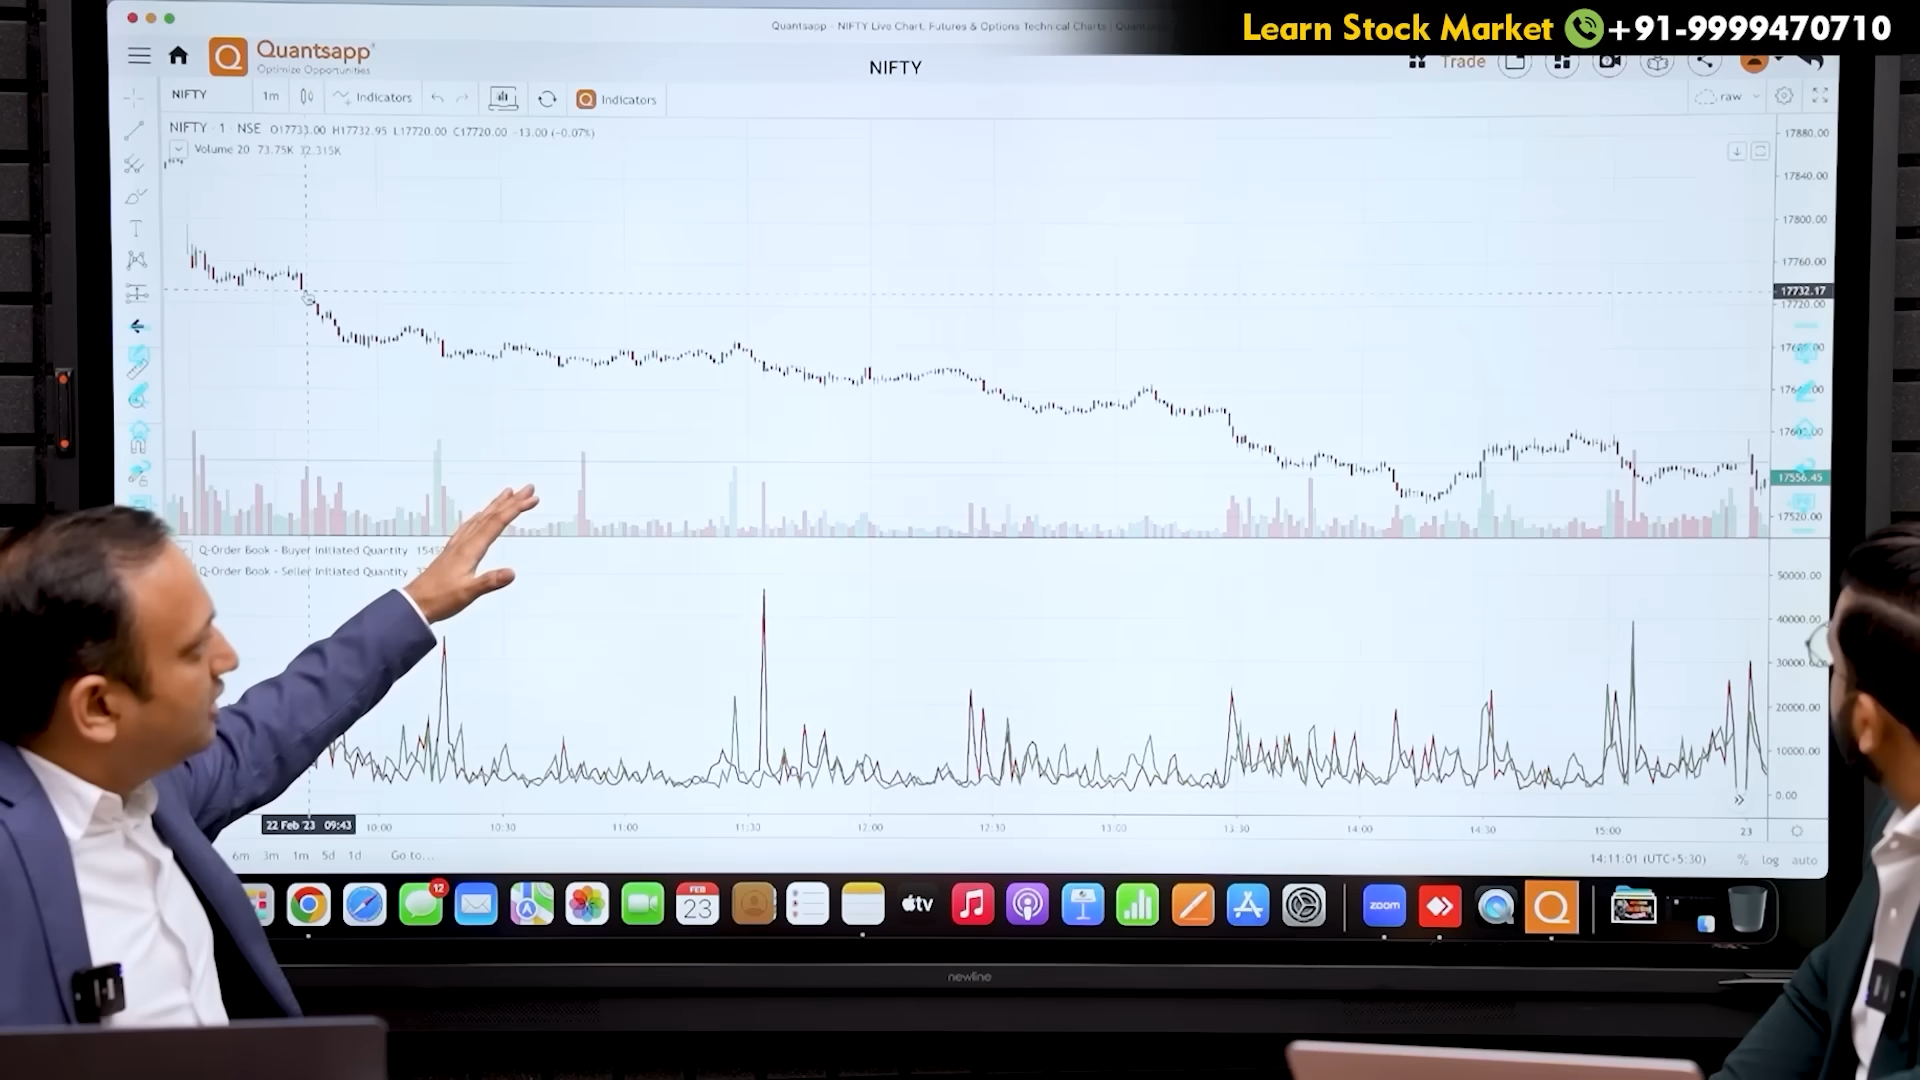 Learn Stock Market +91-9999470710
Quantsapp - NIFTY Live Chart, Futures & Options Technical Charts
Quantsapp
Optimize Opportunities
NIFTY
Trade
NIFTY 1m Indicators Indicators raw
NIFTY · 1 · NSE O17733.00 H17732.95 L17720.00 C17720.00 -13.00 (-0.07%)
Volume 20 73.75K 32.315K
17880.00
17840.00
17800.00
17760.00
17732.17
17720.00
17600.00
17556.45
17520.00
Q-Order Book - Buyer Initiated Quantity
Q-Order Book - Seller Initiated Quantity
50000.00
40000.00
30000.00
20000.00
10000.00
0.00
22 Feb '23 09:43 10:00 10:30 11:00 11:30 12:00 12:30 13:00 13:30 14:00 14:30 15:00 23
6m 3m 1m 5d 1d Go to... 14:11:01 (UTC+5:30) % log auto
12
FEB
23
tv
zoom
newline